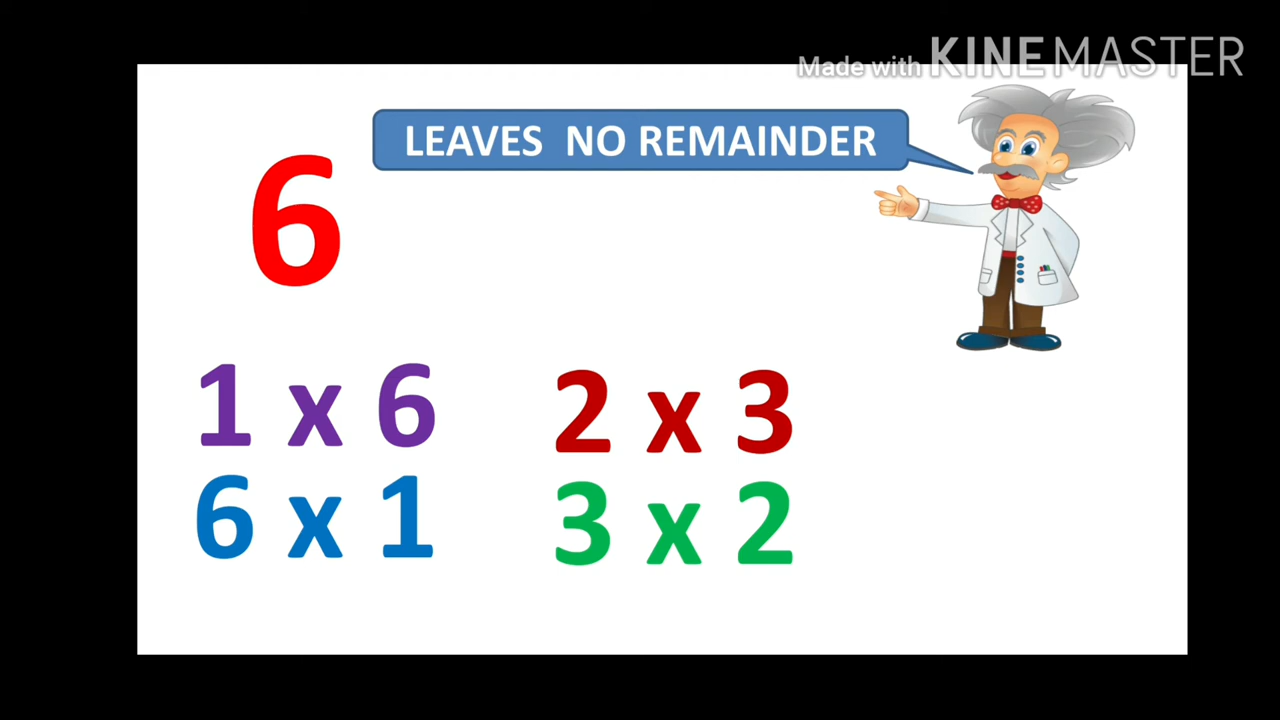 Made with KINEMASTER
LEAVES NO REMAINDER
6
1 x 6
2 x 3
6 x 1
3 x 2